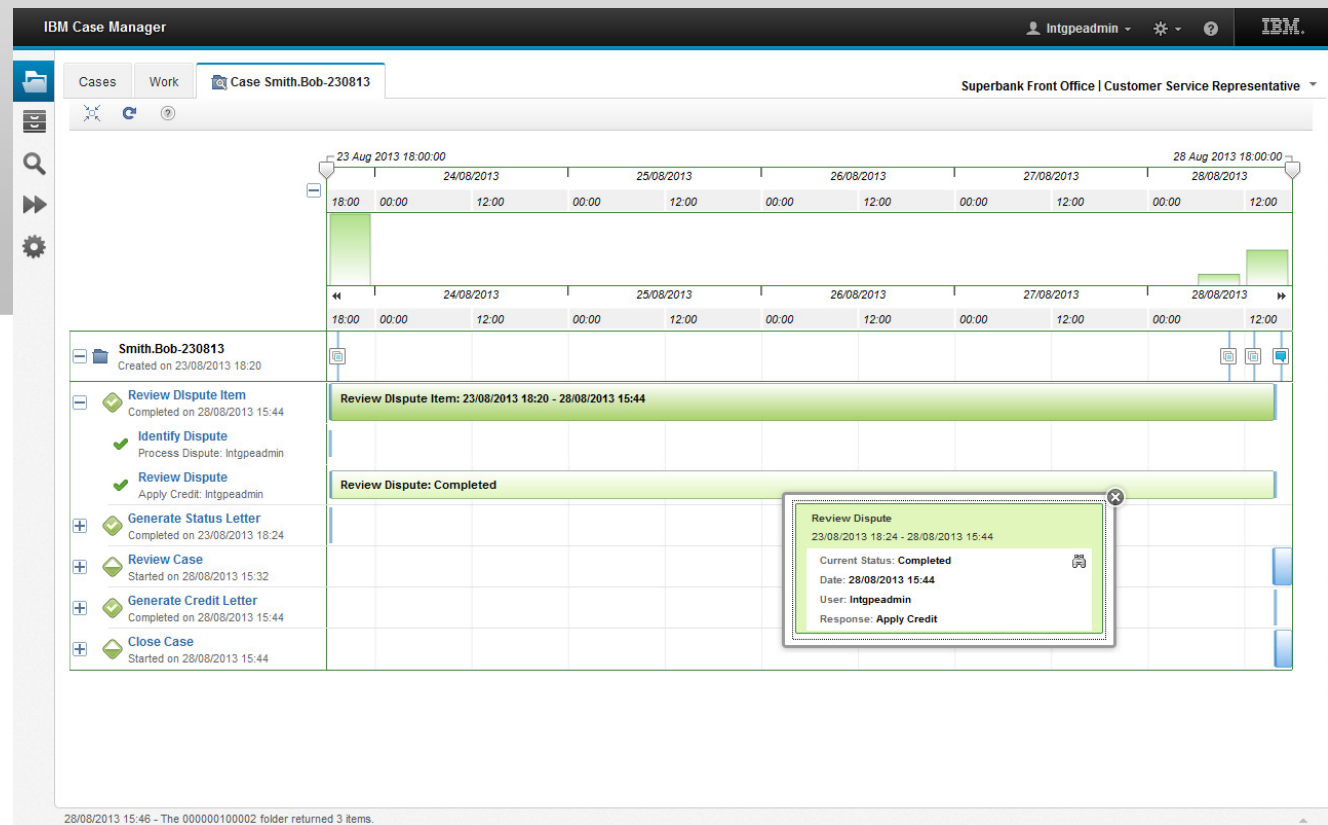 IBM Case Manager
Intgpeadmin
IBM.
Cases Work Case Smith.Bob-230813
Superbank Front Office | Customer Service Representative
23 Aug 2013 18:00:00 28 Aug 2013 18:00:00
24/08/2013 25/08/2013 26/08/2013 27/08/2013 28/08/2013
18:00 00:00 12:00 00:00 12:00 00:00 12:00 00:00 12:00 00:00 12:00
24/08/2013 25/08/2013 26/08/2013 27/08/2013 28/08/2013
18:00 00:00 12:00 00:00 12:00 00:00 12:00 00:00 12:00 00:00 12:00
Smith.Bob-230813
Created on 23/08/2013 18:20
Review DIspute Item
Completed on 28/08/2013 15:44
Review DIspute Item: 23/08/2013 18:20 - 28/08/2013 15:44
Identify Dispute
Process Dispute: Intgpeadmin
Review Dispute
Apply Credit: Intgpeadmin
Review Dispute: Completed
Generate Status Letter
Completed on 23/08/2013 18:24
Review Case
Started on 28/08/2013 15:32
Generate Credit Letter
Completed on 28/08/2013 15:44
Close Case
Started on 28/08/2013 15:44
Review Dispute
23/08/2013 18:24 - 28/08/2013 15:44
Current Status: Completed
Date: 28/08/2013 15:44
User: Intgpeadmin
Response: Apply Credit
28/08/2013 15:46 - The 000000100002 folder returned 3 items.